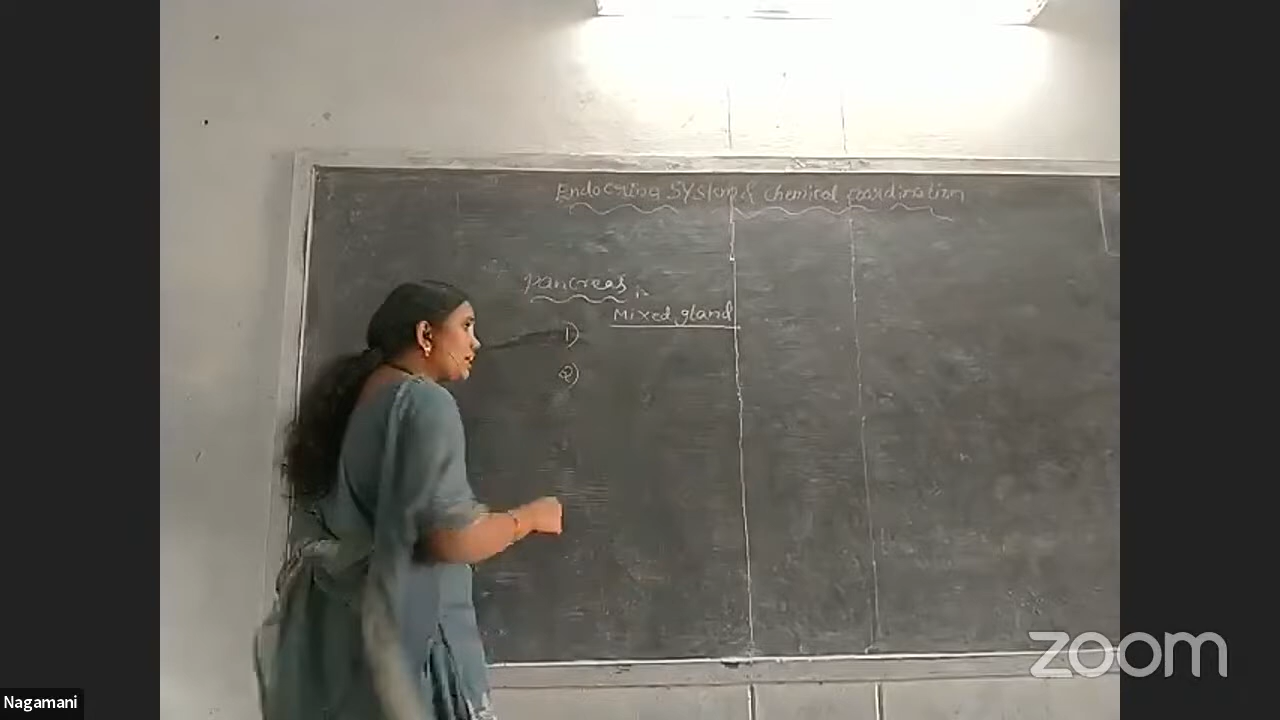 Endocrine System & chemical coordination
Pancreas is
Mixed gland
1)
2)
zoom
Nagamani